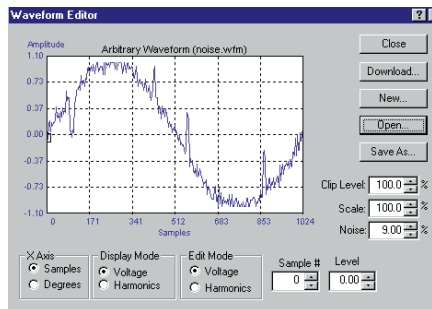 Waveform Editor
Amplitude
Arbitrary Waveform (noise.wfm)
1.10
0.73
0.37
0.00
-0.37
-0.72
-1.10
0 171 341 512 683 853 1024
Samples
Close
Download...
New...
Open...
Save As...
Clip Level: 100.0 %
Scale: 100.0 %
Noise: 9.00 %
X Axis
Samples
Degrees
Display Mode
Voltage
Harmonics
Edit Mode
Voltage
Harmonics
Sample #
0
Level
0.00